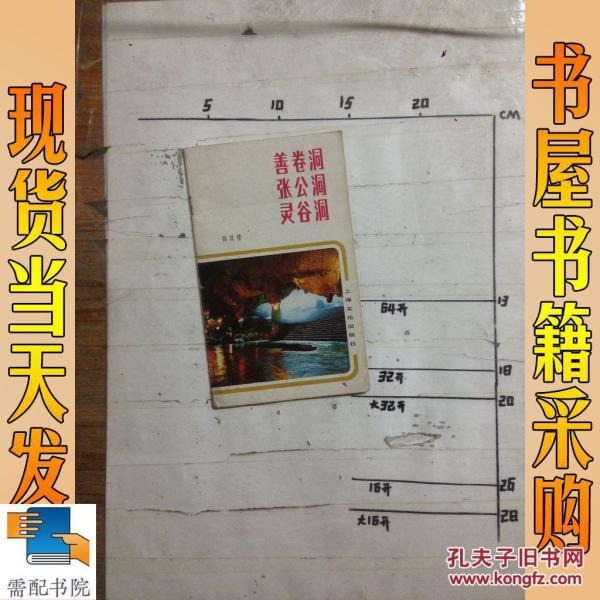 现货当天发
书屋书籍采购
5 10 15 20 CM
善卷洞
张公洞
灵谷洞
上海文化出版社
64开 13
32开 18
大32开 20
16开 26
大16开 28
需配书院
孔夫子旧书网
www.kongfz.com